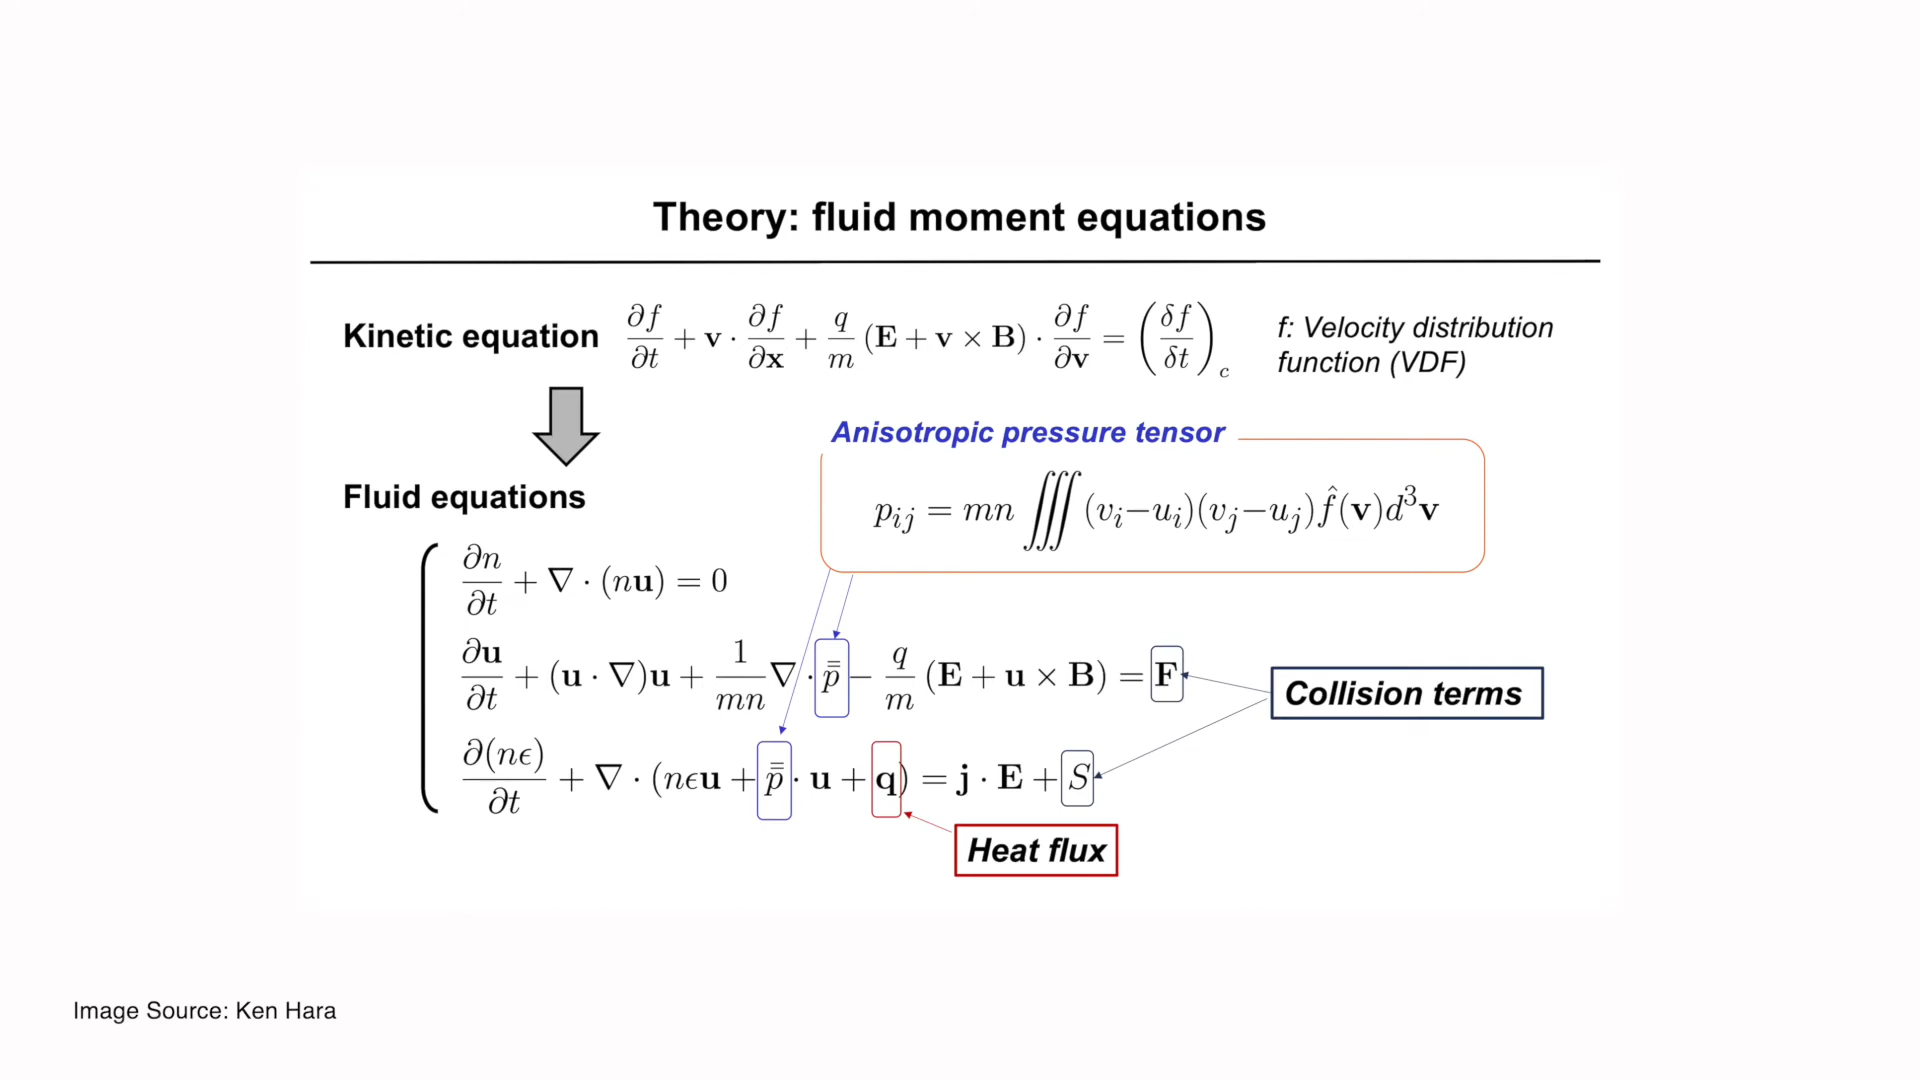 Theory: fluid moment equations
Kinetic equation ∂f/∂t + v · ∂f/∂x + q/m (E + v × B) · ∂f/∂v = (δf/δt)_c
f: Velocity distribution
function (VDF)
Anisotropic pressure tensor
p_ij = mn ∭ (v_i−u_i)(v_j−u_j) f̂(v)d³v
Fluid equations
∂n/∂t + ∇ · (nu) = 0
∂u/∂t + (u · ∇)u + 1/mn ∇ · p̿ − q/m (E + u × B) = F
Collision terms
∂(nϵ)/∂t + ∇ · (nϵu + p̿ · u + q) = j · E + S
Heat flux
Image Source: Ken Hara